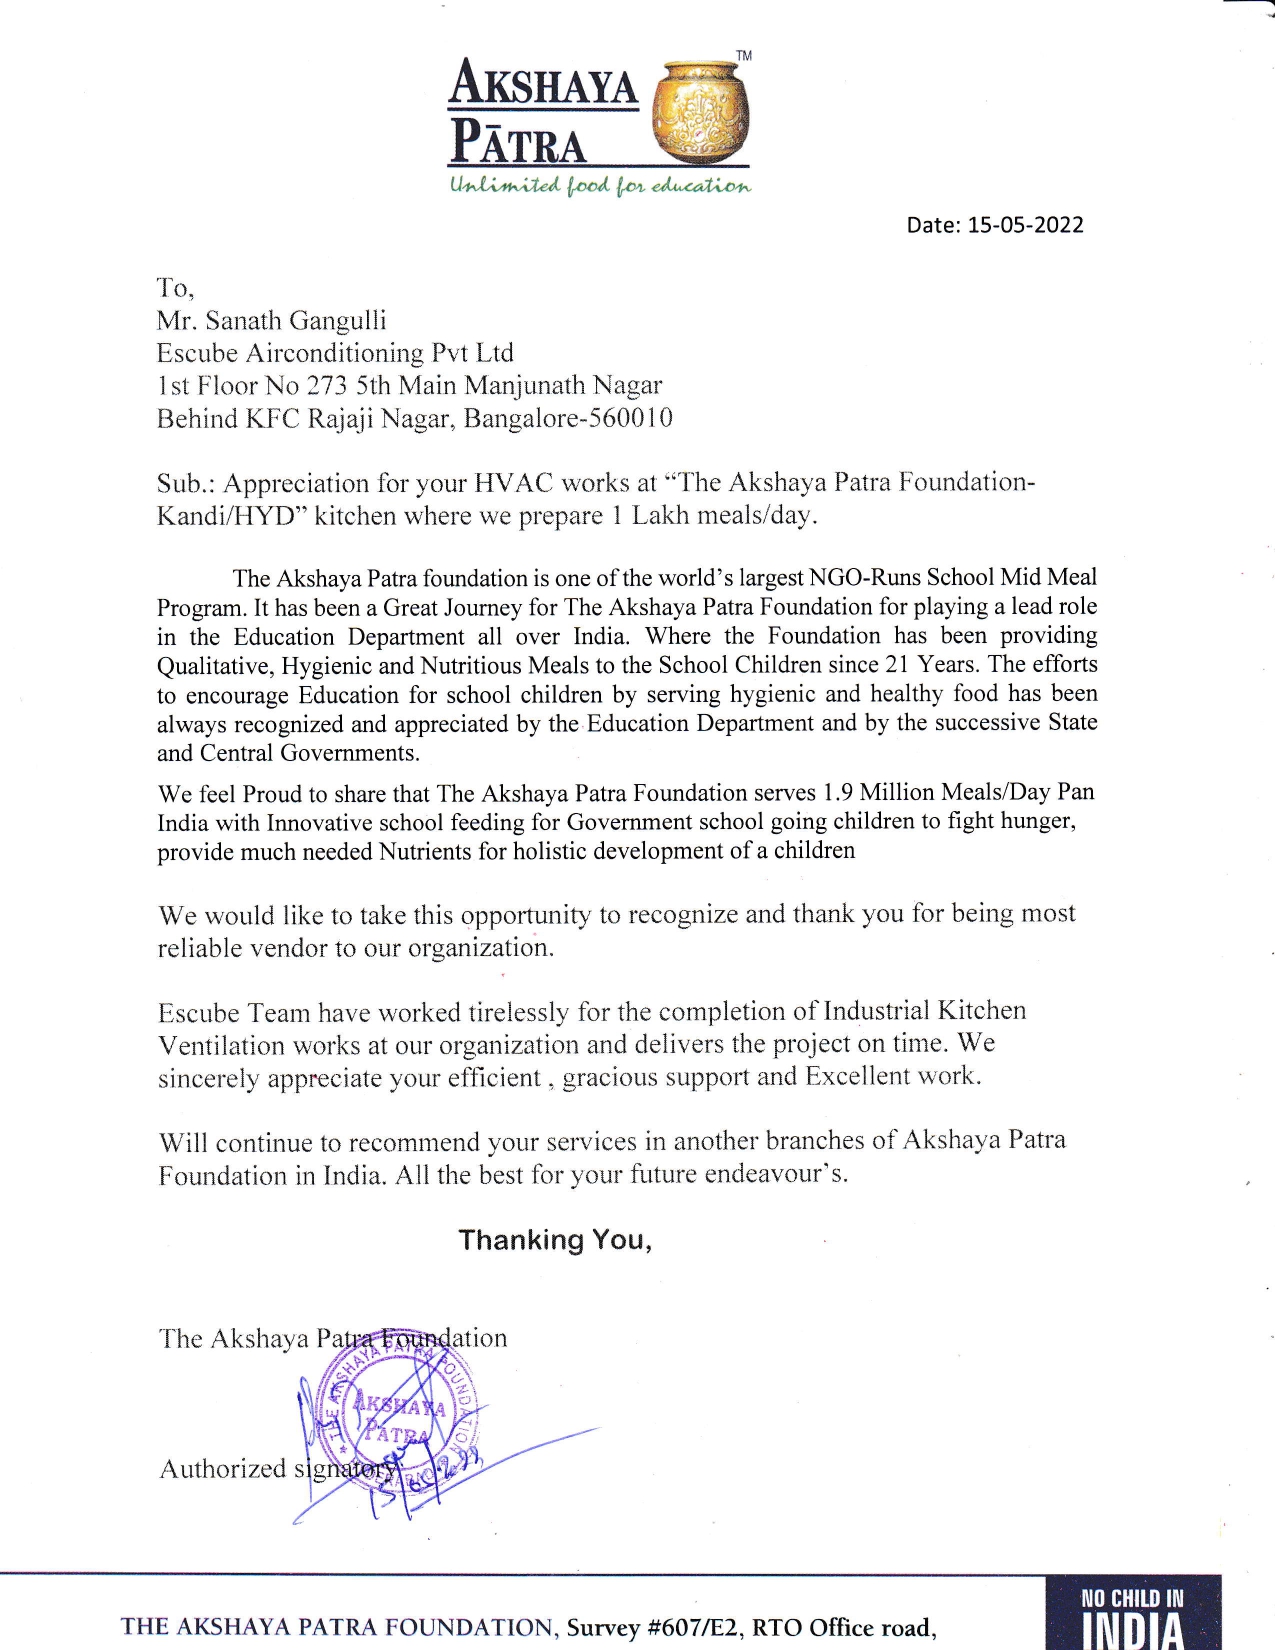 AKSHAYA
PĀTRA
TM
Unlimited food for education
Date: 15-05-2022
To,
Mr. Sanath Gangulli
Escube Airconditioning Pvt Ltd
1st Floor No 273 5th Main Manjunath Nagar
Behind KFC Rajaji Nagar, Bangalore-560010
Sub.: Appreciation for your HVAC works at “The Akshaya Patra Foundation-
Kandi/HYD” kitchen where we prepare 1 Lakh meals/day.
The Akshaya Patra foundation is one of the world’s largest NGO-Runs School Mid Meal
Program. It has been a Great Journey for The Akshaya Patra Foundation for playing a lead role
in the Education Department all over India. Where the Foundation has been providing
Qualitative, Hygienic and Nutritious Meals to the School Children since 21 Years. The efforts
to encourage Education for school children by serving hygienic and healthy food has been
always recognized and appreciated by the Education Department and by the successive State
and Central Governments.
We feel Proud to share that The Akshaya Patra Foundation serves 1.9 Million Meals/Day Pan
India with Innovative school feeding for Government school going children to fight hunger,
provide much needed Nutrients for holistic development of a children
We would like to take this opportunity to recognize and thank you for being most
reliable vendor to our organization.
Escube Team have worked tirelessly for the completion of Industrial Kitchen
Ventilation works at our organization and delivers the project on time. We
sincerely appreciate your efficient , gracious support and Excellent work.
Will continue to recommend your services in another branches of Akshaya Patra
Foundation in India. All the best for your future endeavour’s.
Thanking You,
The Akshaya Patra Foundation
THE AKSHAYA PATRA FOUNDATION
AKSHAYA
PATRA
Authorized signatory
THE AKSHAYA PATRA FOUNDATION, Survey #607/E2, RTO Office road,
NO CHILD IN
INDIA